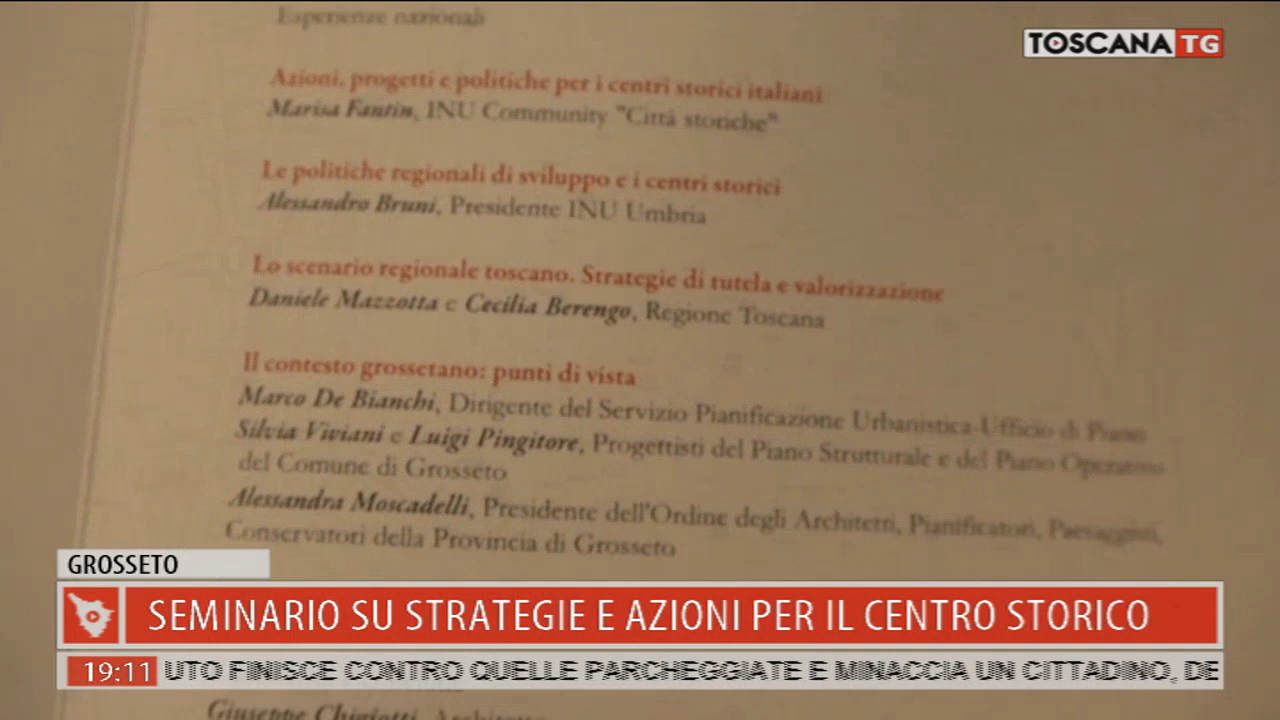 Esperienze nazionali
TOSCANA TG
Azioni, progetti e politiche per i centri storici italiani
Marisa Fantin, INU Community "Città storiche"
Le politiche regionali di sviluppo e i centri storici
Alessandro Bruni, Presidente INU Umbria
Lo scenario regionale toscano. Strategie di tutela e valorizzazione
Daniele Mazzotta e Cecilia Berengo, Regione Toscana
Il contesto grossetano: punti di vista
Marco De Bianchi, Dirigente del Servizio Pianificazione Urbanistica-Ufficio di Piano
Silvia Viviani e Luigi Pingitore, Progettisti del Piano Strutturale e del Piano Operativo
del Comune di Grosseto
Alessandra Moscadelli, Presidente dell'Ordine degli Architetti, Pianificatori, Paesaggisti,
Conservatori della Provincia di Grosseto
GROSSETO
SEMINARIO SU STRATEGIE E AZIONI PER IL CENTRO STORICO
19:11 UTO FINISCE CONTRO QUELLE PARCHEGGIATE E MINACCIA UN CITTADINO, DE
Giuseppe Chigiotti, Architetto